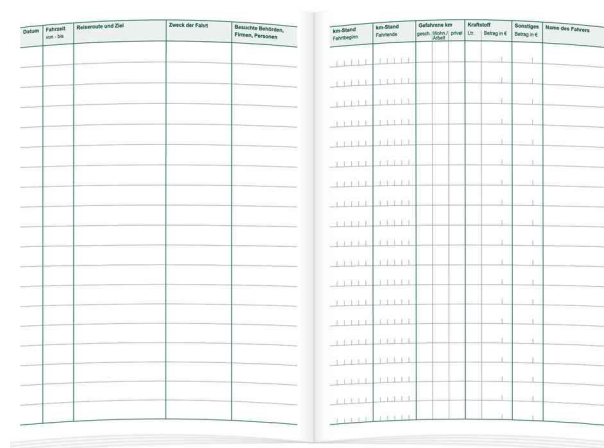 Datum
Fahrzeit
von - bis
Reiseroute und Ziel
Zweck der Fahrt
Besuchte Behörden,
Firmen, Personen
km-Stand
Fahrtbeginn
km-Stand
Fahrtende
Gefahrene km
gesch. Wohn./ privat
Arbeit
Kraftstoff
Ltr. Betrag in €
Sonstiges
Betrag in €
Name des Fahrers